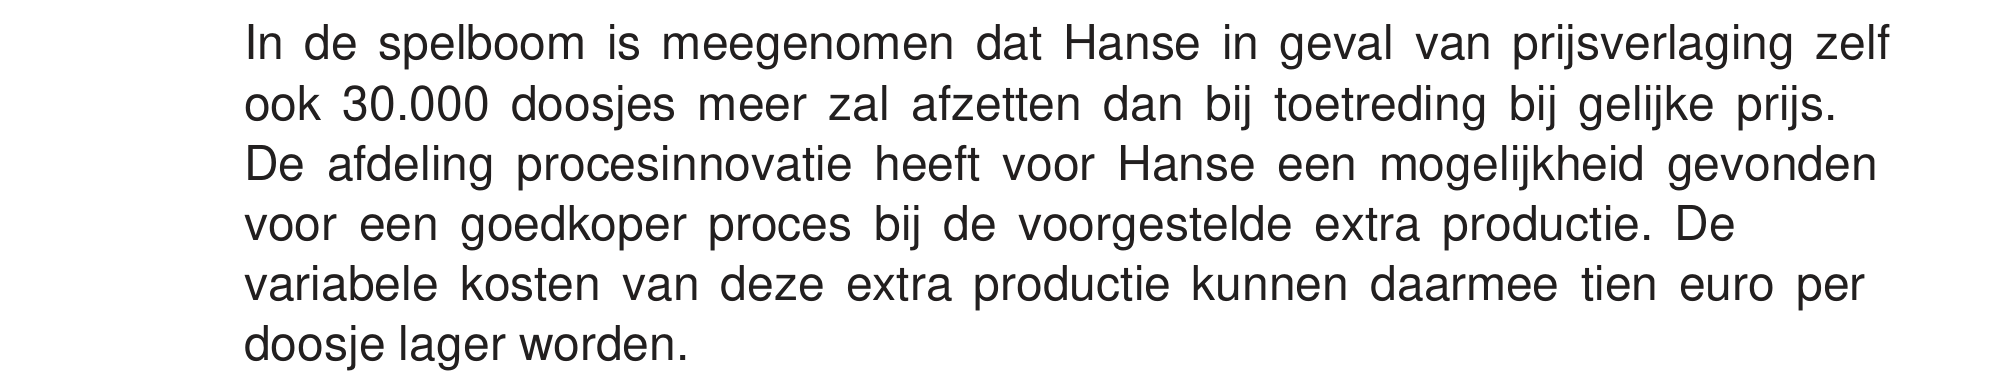 In de spelboom is meegenomen dat Hanse in geval van prijsverlaging zelf
ook 30.000 doosjes meer zal afzetten dan bij toetreding bij gelijke prijs.
De afdeling procesinnovatie heeft voor Hanse een mogelijkheid gevonden
voor een goedkoper proces bij de voorgestelde extra productie. De
variabele kosten van deze extra productie kunnen daarmee tien euro per
doosje lager worden.